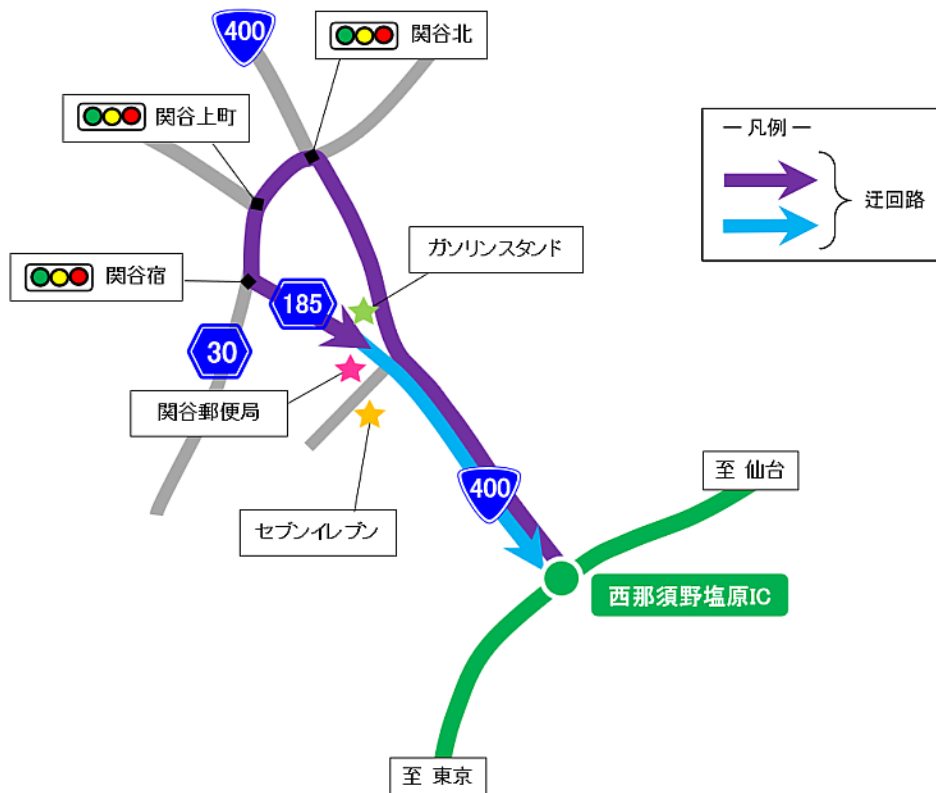 400
関谷北
関谷上町
― 凡例 ―
迂回路
ガソリンスタンド
関谷宿
185
30
関谷郵便局
至 仙台
400
セブンイレブン
西那須野塩原IC
至 東京